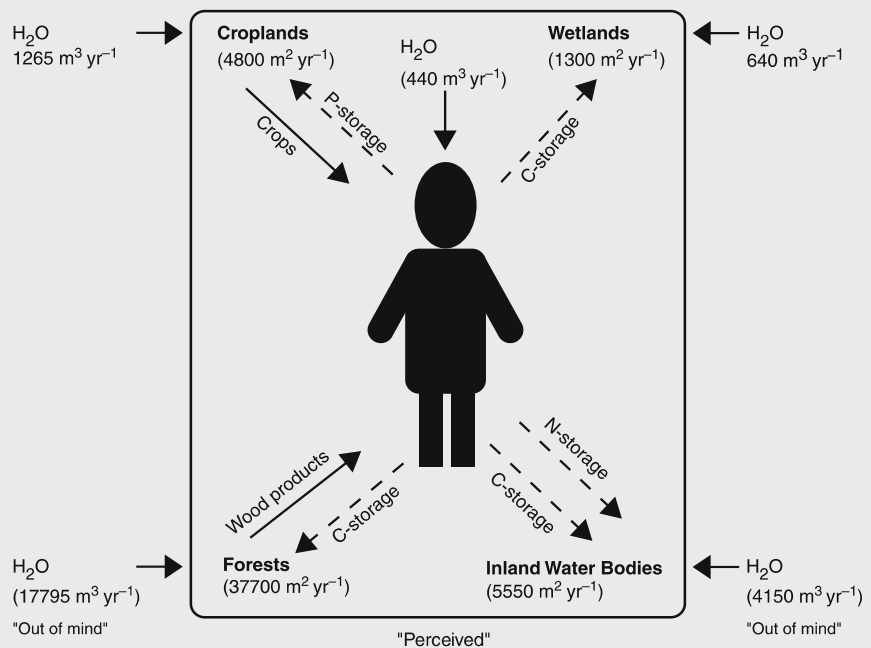 H₂O
1265 m³ yr⁻¹
Croplands
(4800 m² yr⁻¹)
H₂O
(440 m³ yr⁻¹)
Wetlands
(1300 m² yr⁻¹)
H₂O
640 m³ yr⁻¹
P-storage
Crops
C-storage
Wood products
C-storage
N-storage
C-storage
H₂O
(17795 m³ yr⁻¹)
"Out of mind"
Forests
(37700 m² yr⁻¹)
Inland Water Bodies
(5550 m² yr⁻¹)
H₂O
(4150 m³ yr⁻¹)
"Out of mind"
"Perceived"